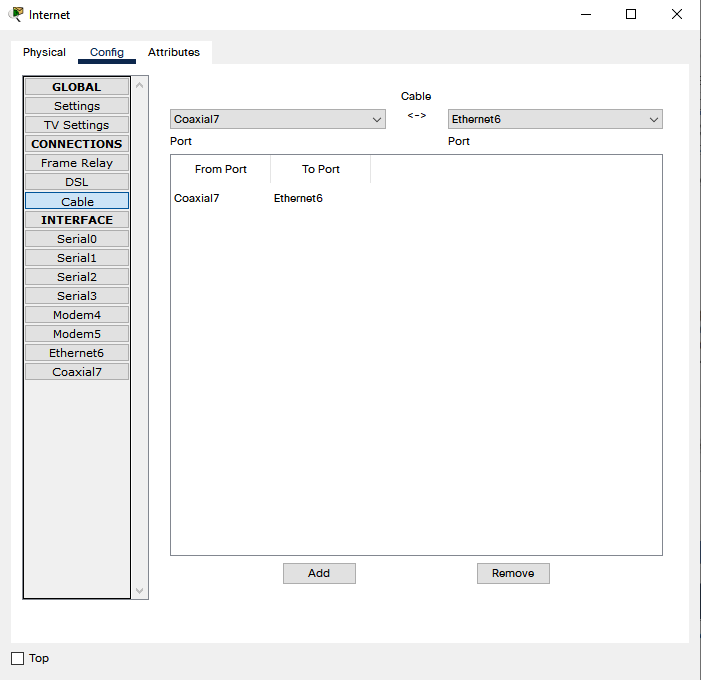 Internet
Physical Config Attributes
GLOBAL
Settings
TV Settings
CONNECTIONS
Frame Relay
DSL
Cable
INTERFACE
Serial0
Serial1
Serial2
Serial3
Modem4
Modem5
Ethernet6
Coaxial7
Cable
Coaxial7 <-> Ethernet6
Port Port
From Port To Port
Coaxial7 Ethernet6
Add Remove
Top